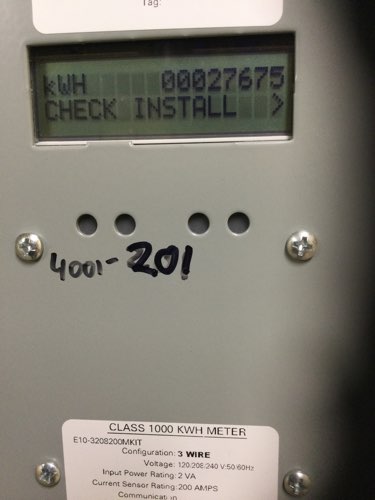 Tag:
kWH 00027675
CHECK INSTALL >
4001-201
CLASS 1000 KWH METER
E10-3208200MKIT
Configuration: 3 WIRE
Voltage: 120/208-240 V:50/60Hz
Input Power Rating: 2 VA
Current Sensor Rating: 200 AMPS